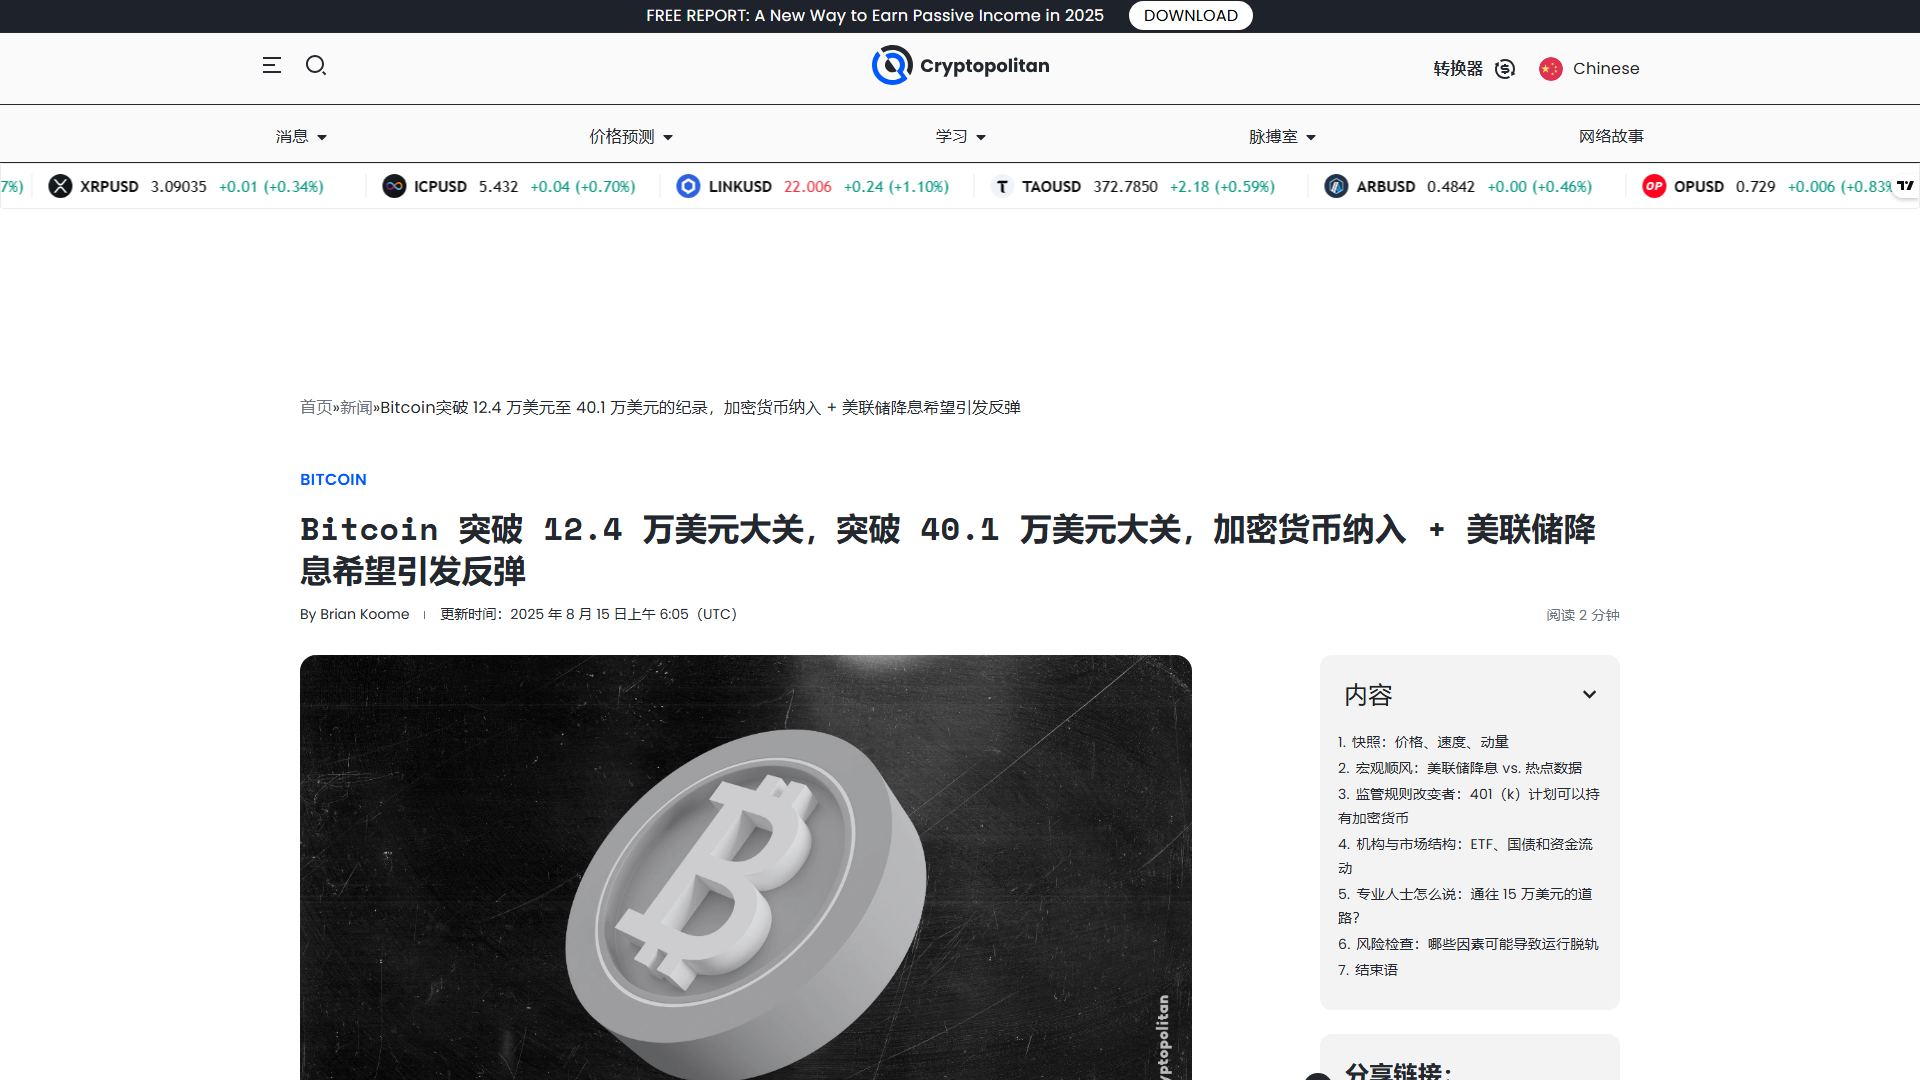 FREE REPORT: A New Way to Earn Passive Income in 2025 DOWNLOAD
Cryptopolitan
转换器 Chinese
消息 价格预测 学习 脉搏室 网络故事
7%) XRPUSD 3.09035 +0.01 (+0.34%) ICPUSD 5.432 +0.04 (+0.70%) LINKUSD 22.006 +0.24 (+1.10%) TAOUSD 372.7850 +2.18 (+0.59%) ARBUSD 0.4842 +0.00 (+0.46%) OPUSD 0.729 +0.006 (+0.83%
首页»新闻»Bitcoin突破 12.4 万美元至 40.1 万美元的纪录，加密货币纳入 + 美联储降息希望引发反弹
BITCOIN
Bitcoin 突破 12.4 万美元大关，突破 40.1 万美元大关，加密货币纳入 + 美联储降
息希望引发反弹
By Brian Koome 更新时间：2025 年 8 月 15 日上午 6:05（UTC）
阅读 2 分钟
内容
1. 快照：价格、速度、动量
2. 宏观顺风：美联储降息 vs. 热点数据
3. 监管规则改变者：401（k）计划可以持
有加密货币
4. 机构与市场结构：ETF、国债和资金流
动
5. 专业人士怎么说：通往 15 万美元的道
路？
6. 风险检查：哪些因素可能导致运行脱轨
7. 结束语
分享链接：
yptopolitan